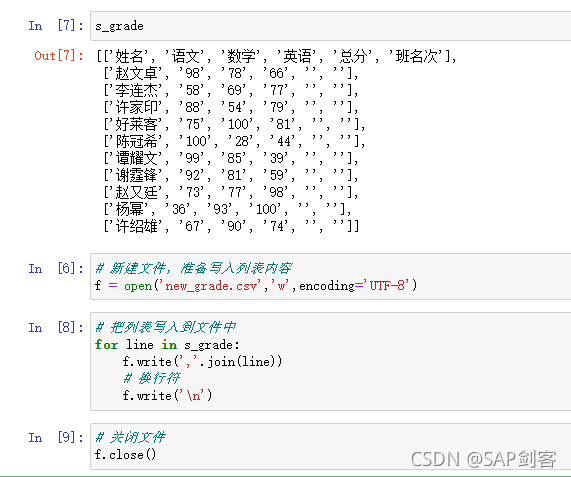 In [7]: s_grade
Out[7]: [['姓名', '语文', '数学', '英语', '总分', '班名次'],
['赵文卓', '98', '78', '66', '', ''],
['李连杰', '58', '69', '77', '', ''],
['许家印', '88', '54', '79', '', ''],
['好莱客', '75', '100', '81', '', ''],
['陈冠希', '100', '28', '44', '', ''],
['谭耀文', '99', '85', '39', '', ''],
['谢霆锋', '92', '81', '59', '', ''],
['赵又廷', '73', '77', '98', '', ''],
['杨幂', '36', '93', '100', '', ''],
['许绍雄', '67', '90', '74', '', '']]
In [6]: # 新建文件，准备写入列表内容
f = open('new_grade.csv','w',encoding='UTF-8')
In [8]: # 把列表写入到文件中
for line in s_grade:
f.write(','.join(line))
# 换行符
f.write('\n')
In [9]: # 关闭文件
f.close()
CSDN @SAP剑客